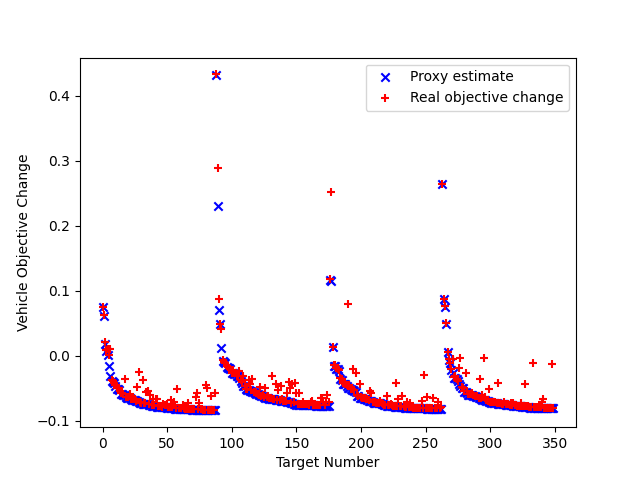 Proxy estimate
Real objective change
Vehicle Objective Change
0.4
0.3
0.2
0.1
0.0
−0.1
0 50 100 150 200 250 300 350
Target Number